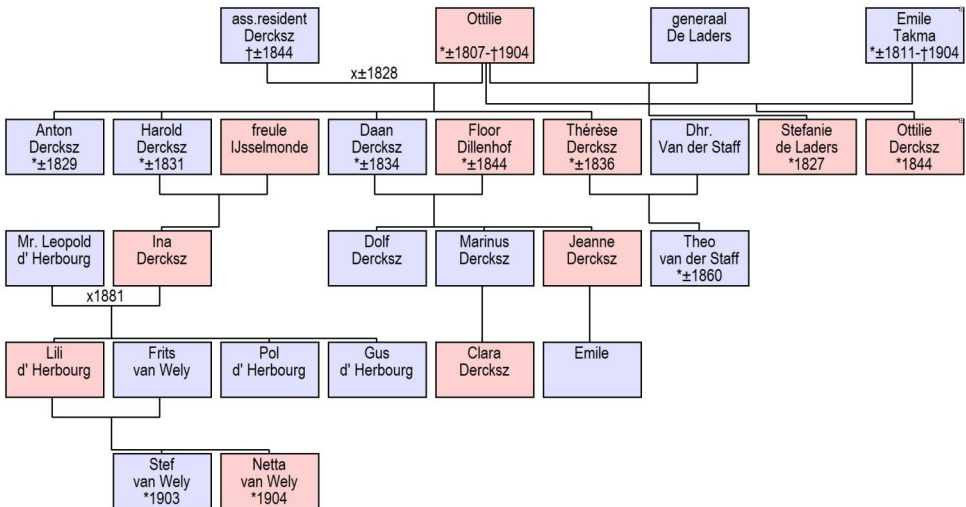 ass.resident
Dercksz
†±1844
Ottilie
*±1807-†1904
generaal
De Laders
Emile
Takma
*±1811-†1904
x±1828
Anton
Dercksz
*±1829
Harold
Dercksz
*±1831
freule
IJsselmonde
Daan
Dercksz
*±1834
Floor
Dillenhof
*±1844
Thérèse
Dercksz
*±1836
Dhr.
Van der Staff
Stefanie
de Laders
*1827
Ottilie
Dercksz
*1844
Mr. Leopold
d' Herbourg
Ina
Dercksz
Dolf
Dercksz
Marinus
Dercksz
Jeanne
Dercksz
Theo
van der Staff
*±1860
x1881
Lili
d' Herbourg
Frits
van Wely
Pol
d' Herbourg
Gus
d' Herbourg
Clara
Dercksz
Emile
Stef
van Wely
*1903
Netta
van Wely
*1904